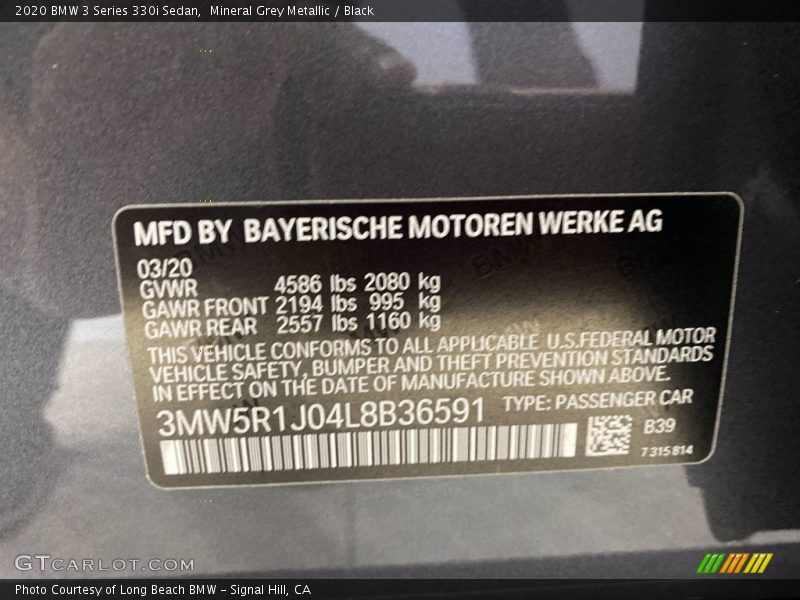 2020 BMW 3 Series 330i Sedan,  Mineral Grey Metallic / Black
MFD BY BAYERISCHE MOTOREN WERKE AG
03/20
GVWR 4586 lbs 2080 kg
GAWR FRONT 2194 lbs 995 kg
GAWR REAR 2557 lbs 1160 kg
THIS VEHICLE CONFORMS TO ALL APPLICABLE U.S.FEDERAL MOTOR
VEHICLE SAFETY, BUMPER AND THEFT PREVENTION STANDARDS
IN EFFECT ON THE DATE OF MANUFACTURE SHOWN ABOVE.
3MW5R1J04L8B36591 TYPE: PASSENGER CAR
B39
7315814
GTCARLOT.COM
Photo Courtesy of Long Beach BMW – Signal Hill, CA